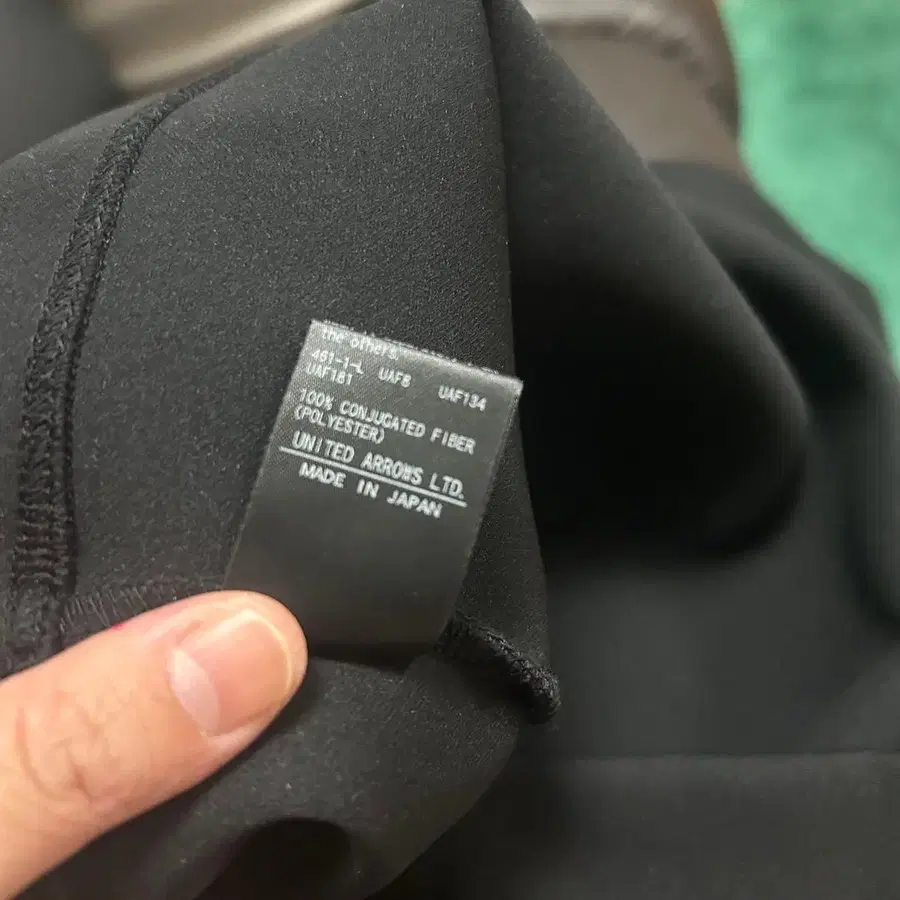 the others.
461-1-L UAF8 UAF134
UAF181
100% CONJUGATED FIBER
(POLYESTER)
UNITED ARROWS LTD.
MADE IN JAPAN